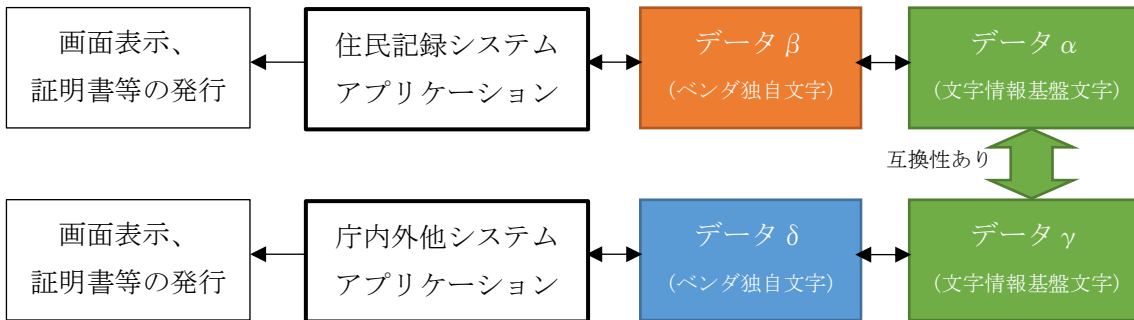 画面表示、
証明書等の発行
住民記録システム
アプリケーション
データ β
(ベンダ独自文字)
データ α
(文字情報基盤文字)
互換性あり
画面表示、
証明書等の発行
庁内外他システム
アプリケーション
データ δ
(ベンダ独自文字)
データ γ
(文字情報基盤文字)